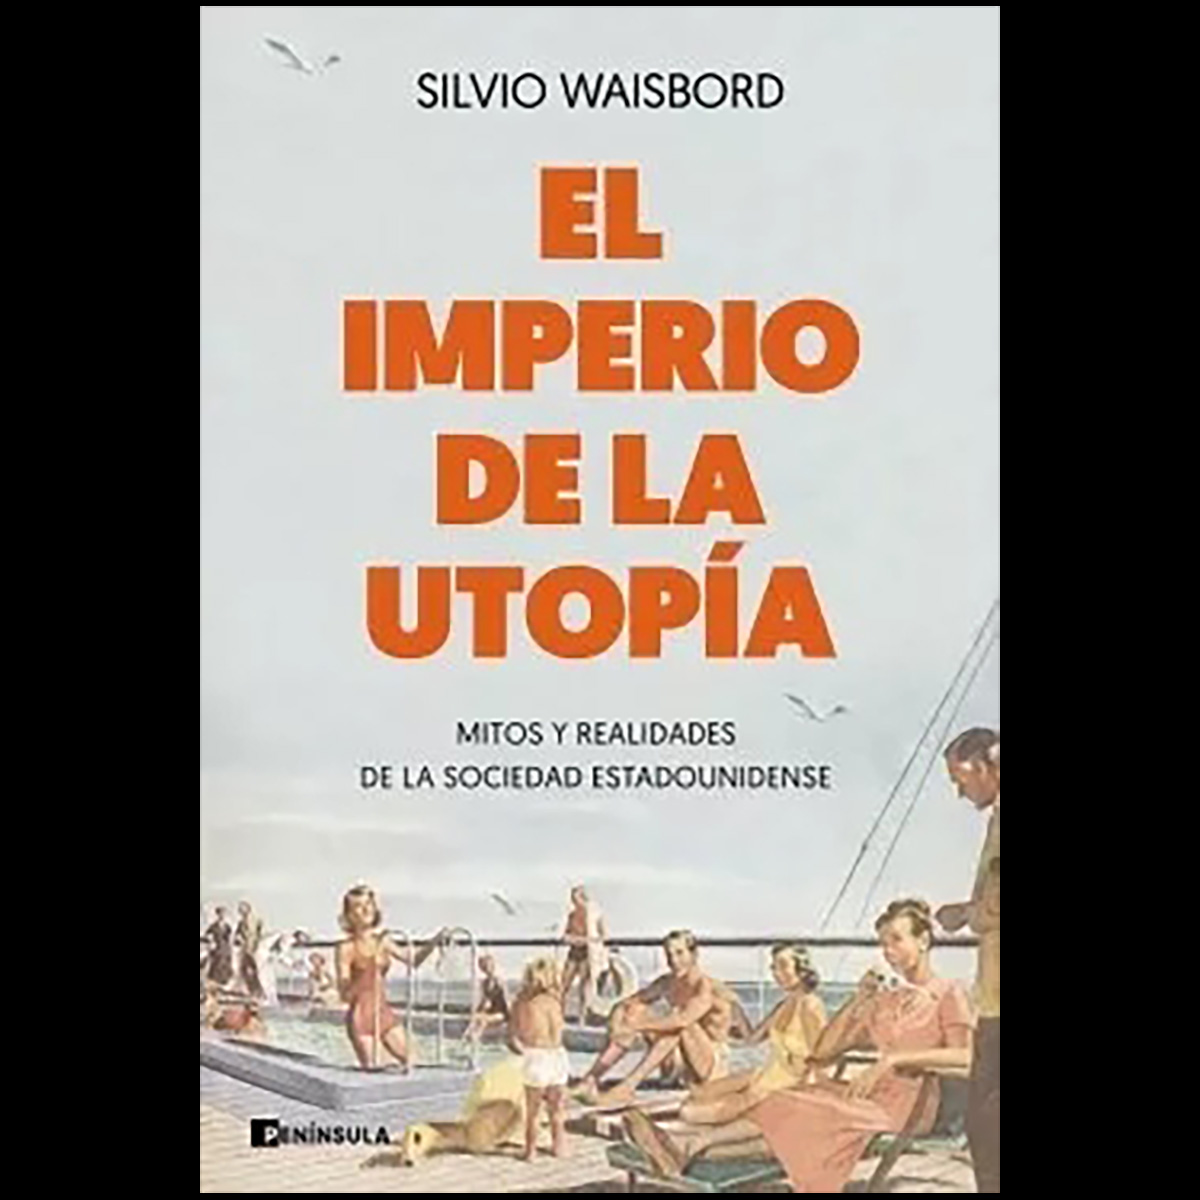 SILVIO WAISBORD
EL
IMPERIO
DE LA
UTOPÍA
MITOS Y REALIDADES
DE LA SOCIEDAD ESTADOUNIDENSE
PENÍNSULA